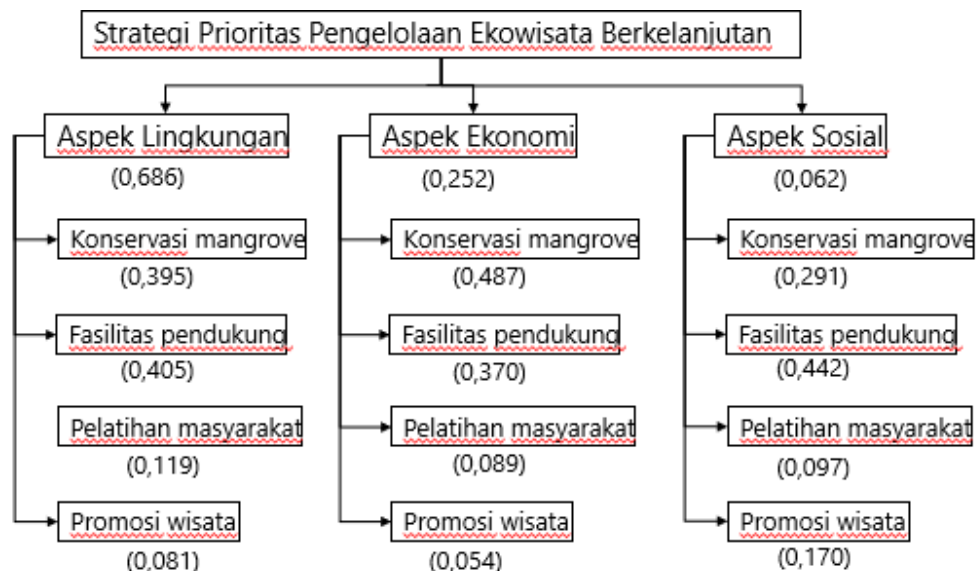 Strategi Prioritas Pengelolaan Ekowisata Berkelanjutan
Aspek Lingkungan
(0,686)
Konservasi mangrove
(0,395)
Fasilitas pendukung
(0,405)
Pelatihan masyarakat
(0,119)
Promosi wisata
(0,081)
Aspek Ekonomi
(0,252)
Konservasi mangrove
(0,487)
Fasilitas pendukung
(0,370)
Pelatihan masyarakat
(0,089)
Promosi wisata
(0,054)
Aspek Sosial
(0,062)
Konservasi mangrove
(0,291)
Fasilitas pendukung
(0,442)
Pelatihan masyarakat
(0,097)
Promosi wisata
(0,170)